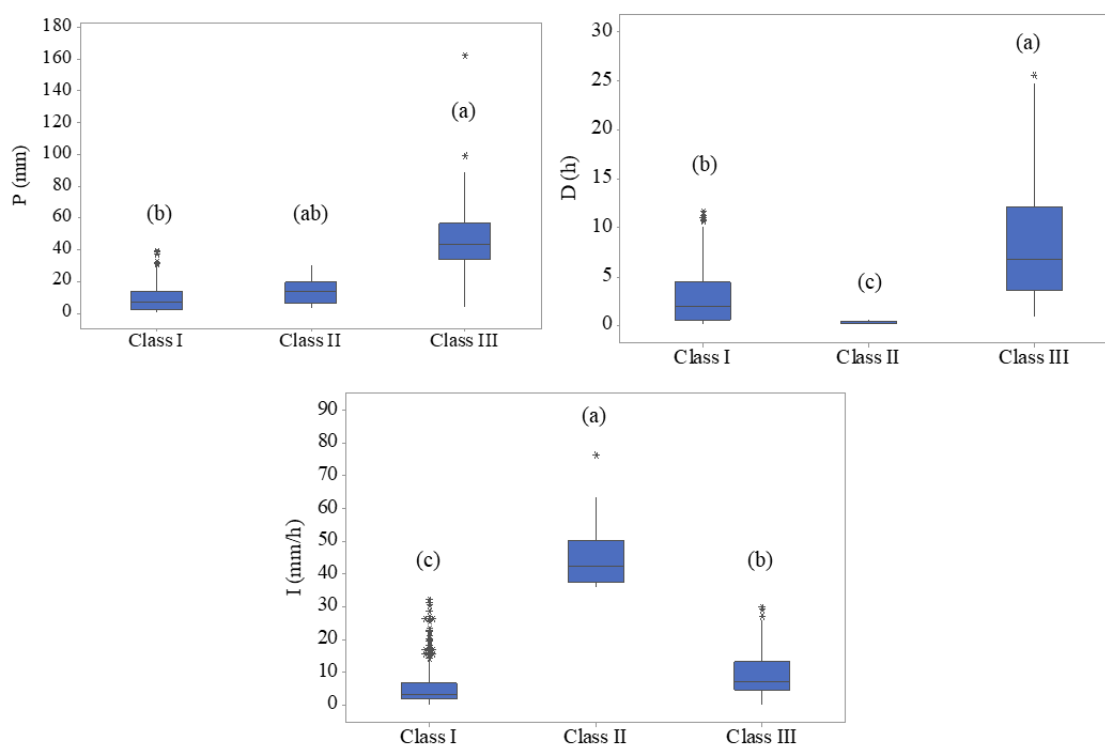 180
160
140
120
100
80
60
40
20
0
P (mm)
(b)
(ab)
(a)
Class I
Class II
Class III
30
25
20
15
10
5
0
D (h)
(b)
(c)
(a)
Class I
Class II
Class III
90
80
70
60
50
40
30
20
10
0
I (mm/h)
(c)
(a)
(b)
Class I
Class II
Class III